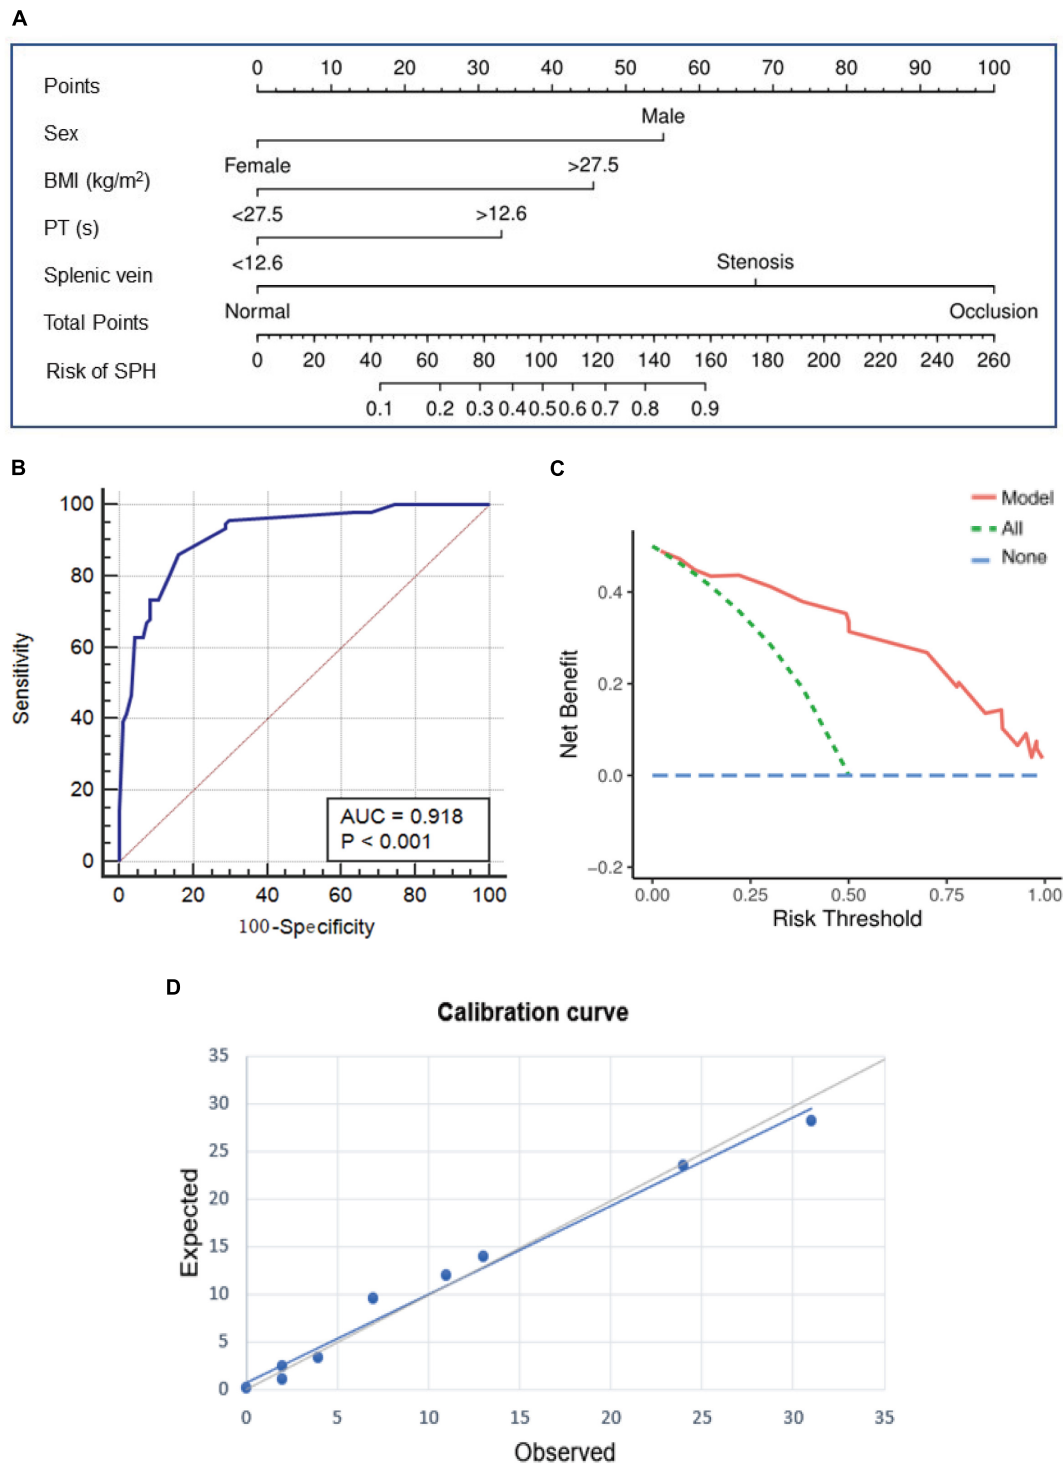 A
Points 0 10 20 30 40 50 60 70 80 90 100
Male
Sex
Female >27.5
BMI (kg/m²)
<27.5 >12.6
PT (s)
<12.6 Stenosis
Splenic vein
Normal Occlusion
Total Points
0 20 40 60 80 100 120 140 160 180 200 220 240 260
Risk of SPH
0.1 0.2 0.3 0.4 0.5 0.6 0.7 0.8 0.9
B
100
80
60
40
20
0
Sensitivity
AUC = 0.918
P < 0.001
0 20 40 60 80 100
100-Specificity
C
Model
All
None
0.4
0.2
0.0
−0.2
Net Benefit
0.00 0.25 0.50 0.75 1.00
Risk Threshold
D
Calibration curve
35
30
25
20
15
10
5
0
Expected
0 5 10 15 20 25 30 35
Observed